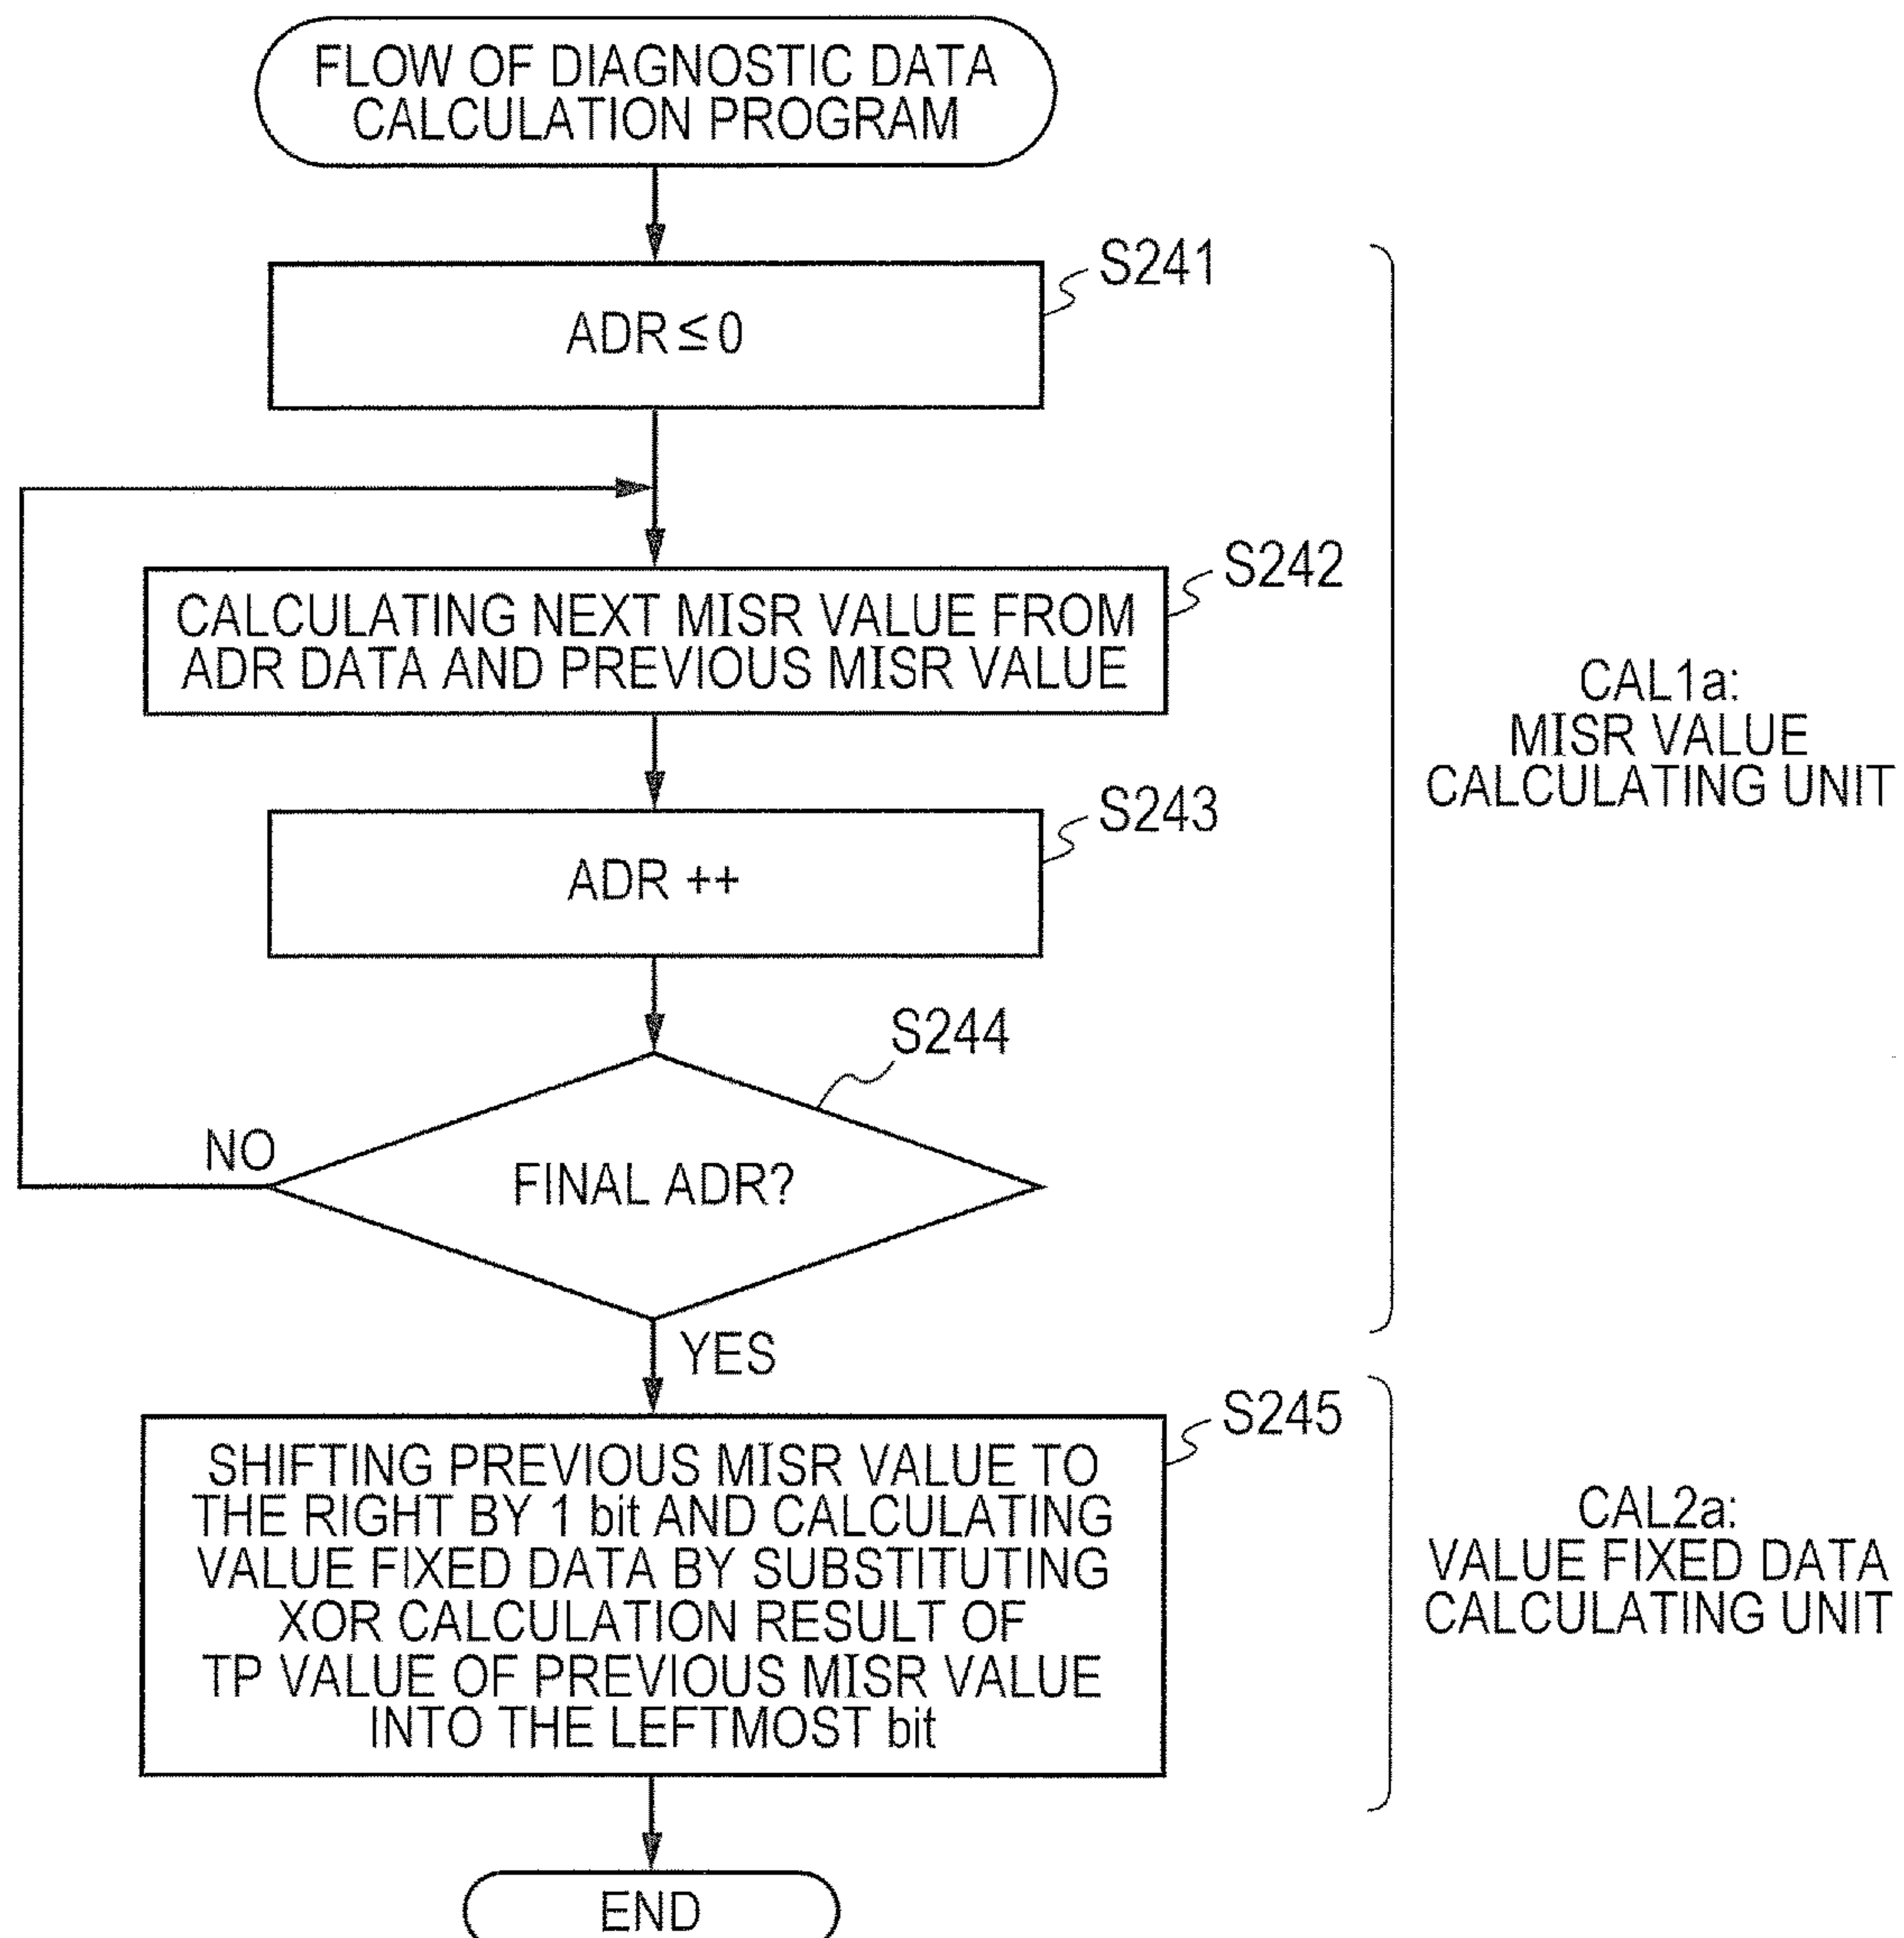 FLOW OF DIAGNOSTIC DATA
CALCULATION PROGRAM
S241
ADR ≤ 0
S242
CALCULATING NEXT MISR VALUE FROM
ADR DATA AND PREVIOUS MISR VALUE
CAL1a:
MISR VALUE
CALCULATING UNIT
S243
ADR ++
S244
NO
FINAL ADR?
YES
S245
SHIFTING PREVIOUS MISR VALUE TO
THE RIGHT BY 1 bit AND CALCULATING
VALUE FIXED DATA BY SUBSTITUTING
XOR CALCULATION RESULT OF
TP VALUE OF PREVIOUS MISR VALUE
INTO THE LEFTMOST bit
CAL2a:
VALUE FIXED DATA
CALCULATING UNIT
END